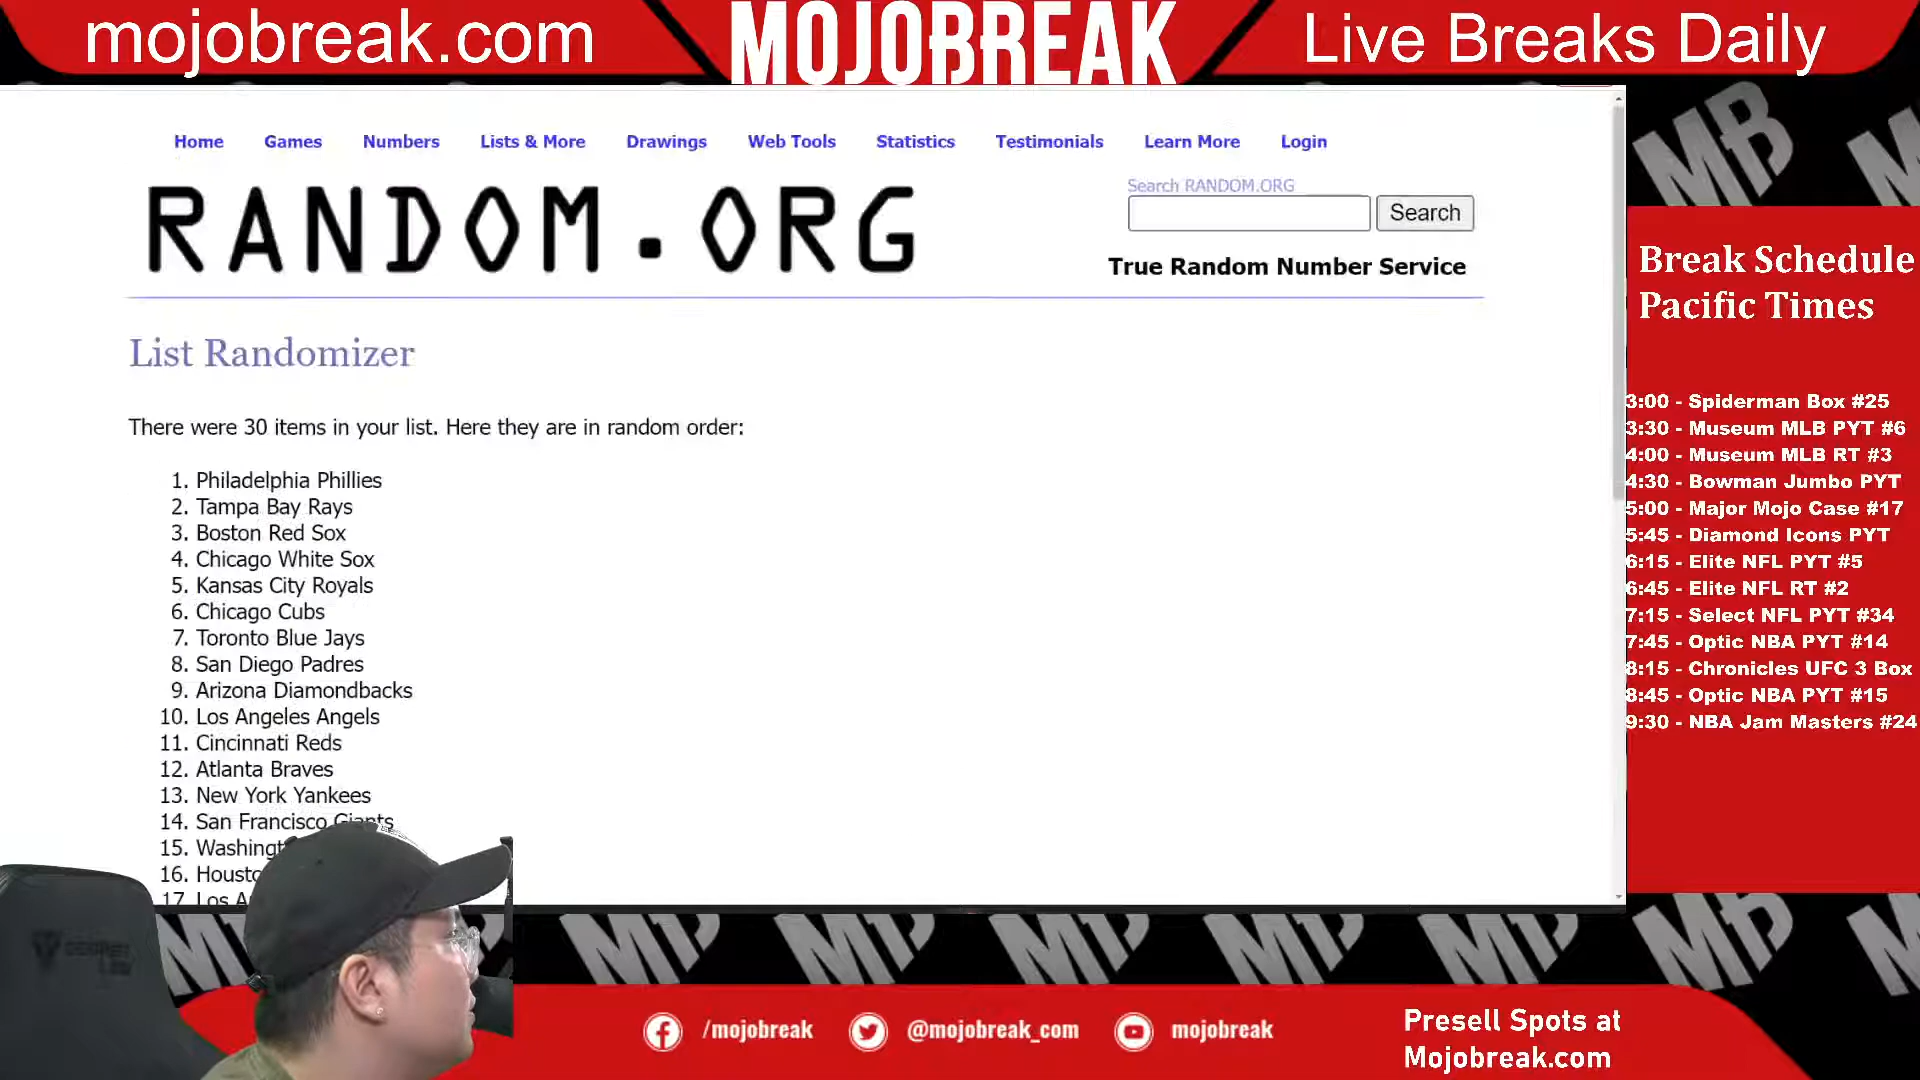 mojobreak.com
MOJOBREAK
Live Breaks Daily
Home Games Numbers Lists & More Drawings Web Tools Statistics Testimonials Learn More Login
RANDOM.ORG
Search RANDOM.ORG
Search
True Random Number Service
List Randomizer
There were 30 items in your list. Here they are in random order:
1. Philadelphia Phillies
2. Tampa Bay Rays
3. Boston Red Sox
4. Chicago White Sox
5. Kansas City Royals
6. Chicago Cubs
7. Toronto Blue Jays
8. San Diego Padres
9. Arizona Diamondbacks
10. Los Angeles Angels
11. Cincinnati Reds
12. Atlanta Braves
13. New York Yankees
14. San Francisco Giants
15.
16.
17. Los
Break Schedule
Pacific Times
3:00 - Spiderman Box #25
3:30 - Museum MLB PYT #6
4:00 - Museum MLB RT #3
4:30 - Bowman Jumbo PYT
5:00 - Major Mojo Case #17
5:45 - Diamond Icons PYT
6:15 - Elite NFL PYT #5
6:45 - Elite NFL RT #2
7:15 - Select NFL PYT #34
7:45 - Optic NBA PYT #14
8:15 - Chronicles UFC 3 Box
8:45 - Optic NBA PYT #15
9:30 - NBA Jam Masters #24
/mojobreak
@mojobreak_com
mojobreak
Presell Spots at
Mojobreak.com